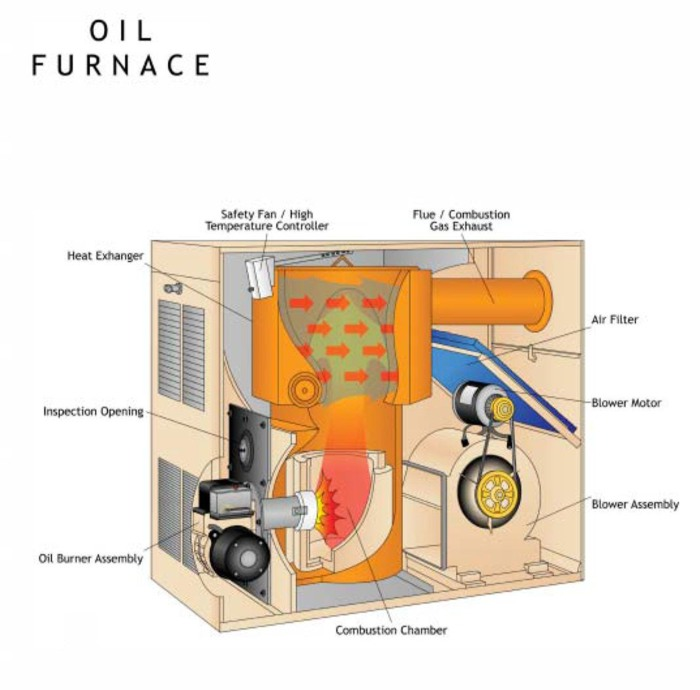 OIL
FURNACE
Safety Fan / High
Temperature Controller
Flue / Combustion
Gas Exhaust
Heat Exhanger
Air Filter
Blower Motor
Inspection Opening
Blower Assembly
Oil Burner Assembly
Combustion Chamber